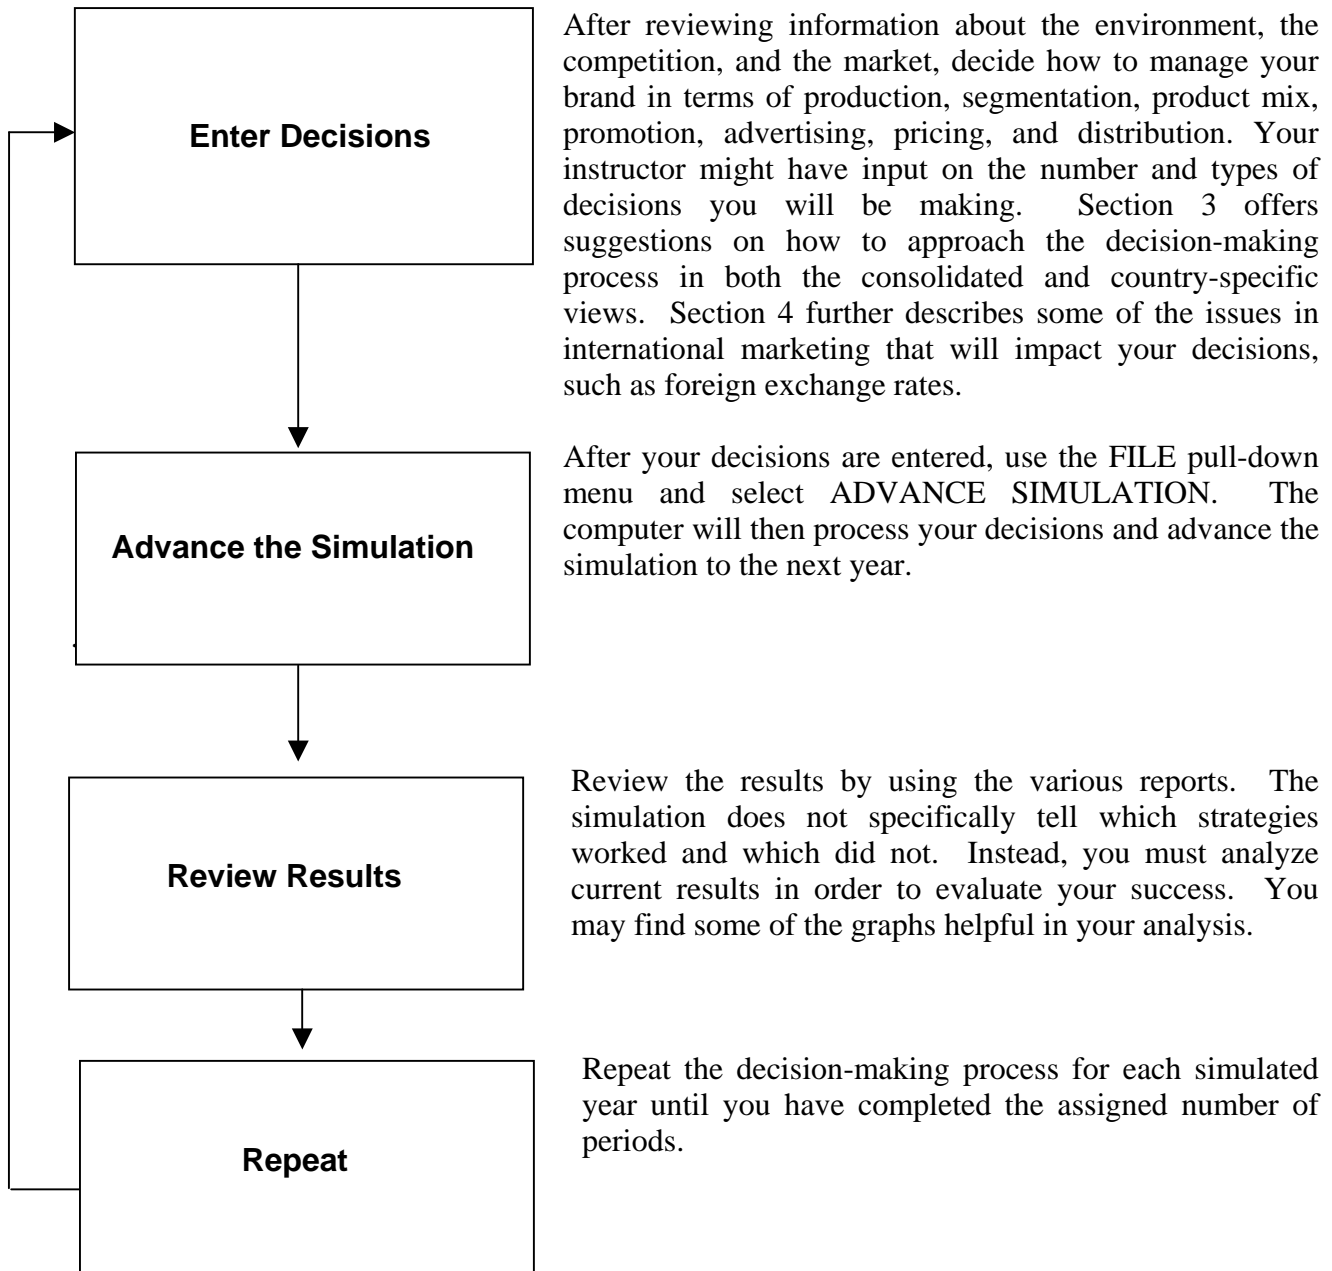 Enter Decisions
After reviewing information about the environment, the
competition, and the market, decide how to manage your
brand in terms of production, segmentation, product mix,
promotion, advertising, pricing, and distribution. Your
instructor might have input on the number and types of
decisions you will be making. Section 3 offers
suggestions on how to approach the decision-making
process in both the consolidated and country-specific
views. Section 4 further describes some of the issues in
international marketing that will impact your decisions,
such as foreign exchange rates.
Advance the Simulation
After your decisions are entered, use the FILE pull-down
menu and select ADVANCE SIMULATION. The
computer will then process your decisions and advance the
simulation to the next year.
Review Results
Review the results by using the various reports. The
simulation does not specifically tell which strategies
worked and which did not. Instead, you must analyze
current results in order to evaluate your success. You
may find some of the graphs helpful in your analysis.
Repeat
Repeat the decision-making process for each simulated
year until you have completed the assigned number of
periods.